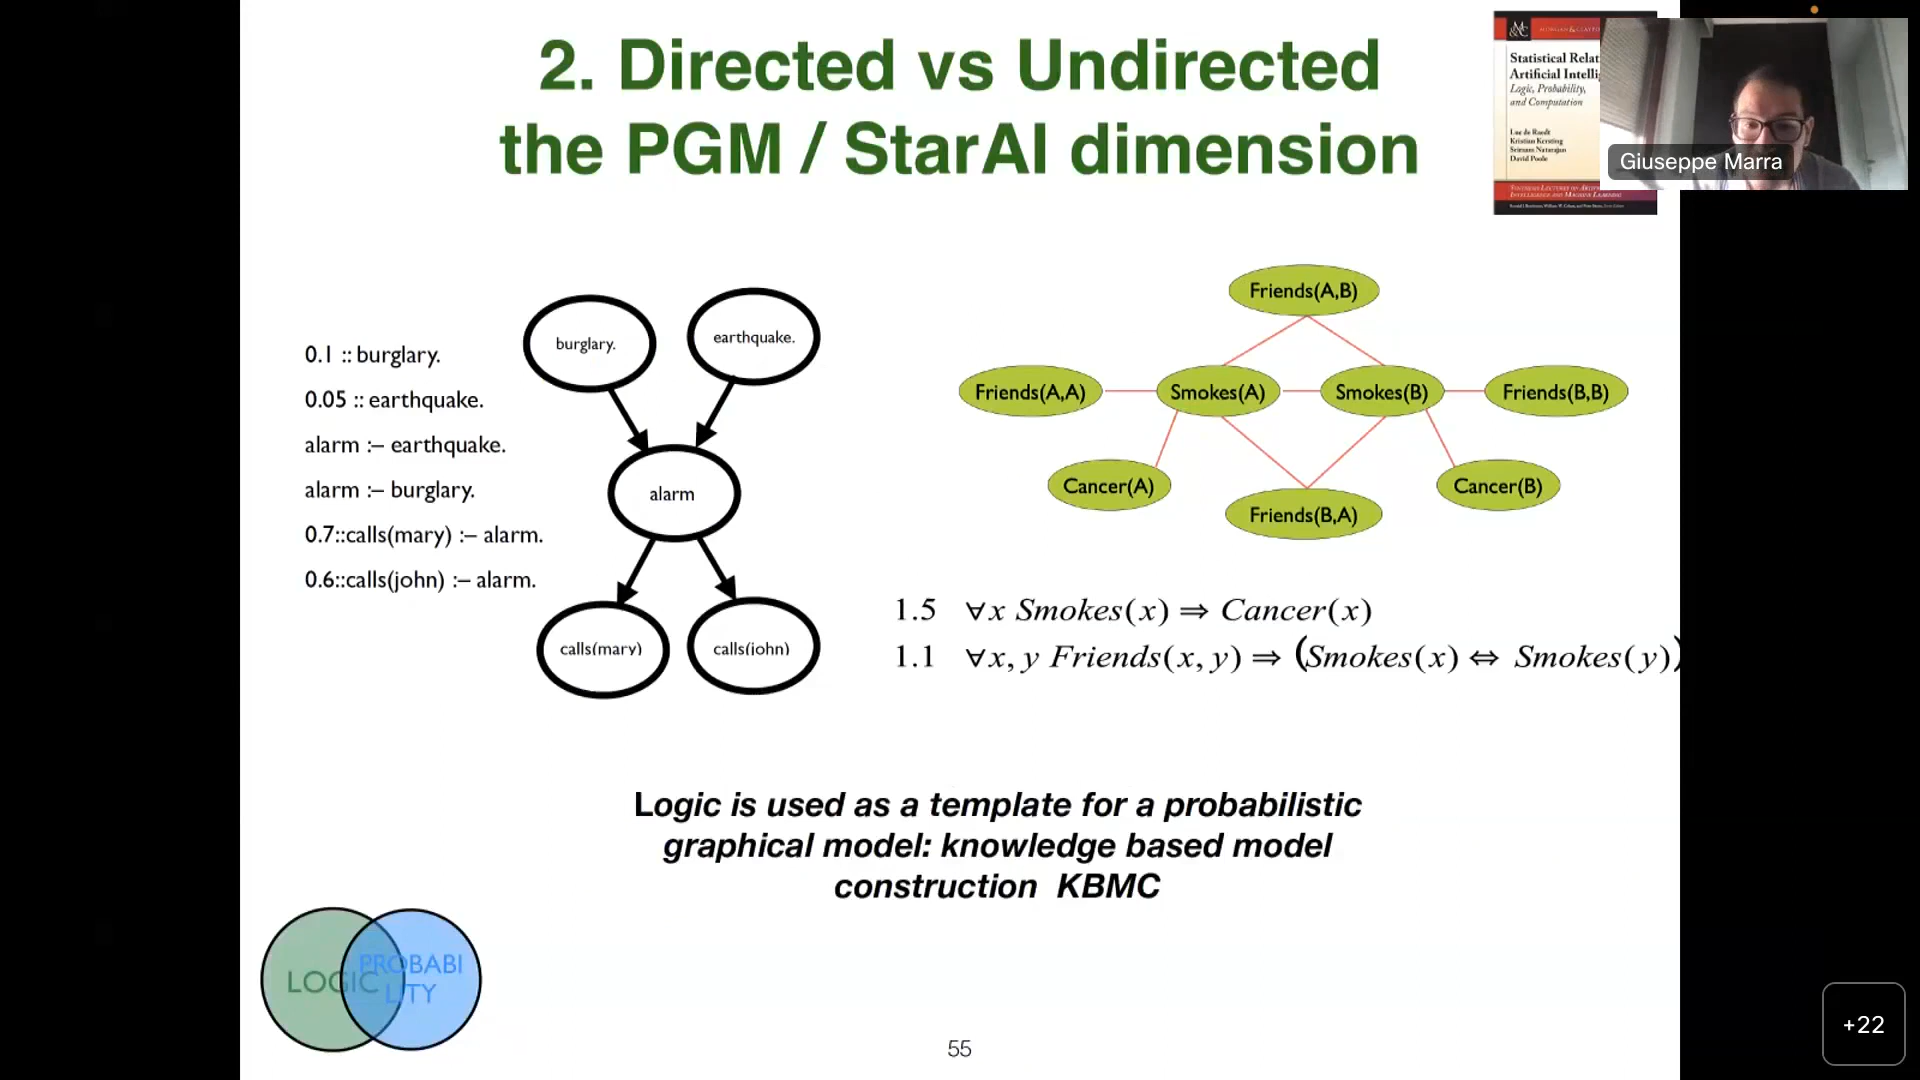 2. Directed vs Undirected
the PGM / StarAI dimension
MORGAN & CLAYPO
Statistical Relat
Artificial Intelli
Logic, Probability,
and Computation
Luc de Raedt
Kristian Kersting
Sriraam Natarajan
David Poole
Giuseppe Marra
0.1 :: burglary.
0.05 :: earthquake.
alarm :– earthquake.
alarm :– burglary.
0.7::calls(mary) :– alarm.
0.6::calls(john) :– alarm.
burglary.
earthquake.
alarm
calls(mary)
calls(john)
Friends(A,B)
Friends(A,A)
Smokes(A)
Smokes(B)
Friends(B,B)
Cancer(A)
Friends(B,A)
Cancer(B)
1.5 ∀x Smokes(x) ⇒ Cancer(x)
1.1 ∀x, y Friends(x, y) ⇒ (Smokes(x) ⇔ Smokes(y))
Logic is used as a template for a probabilistic
graphical model: knowledge based model
construction KBMC
LOGIC
PROBABI
LITY
55
+22